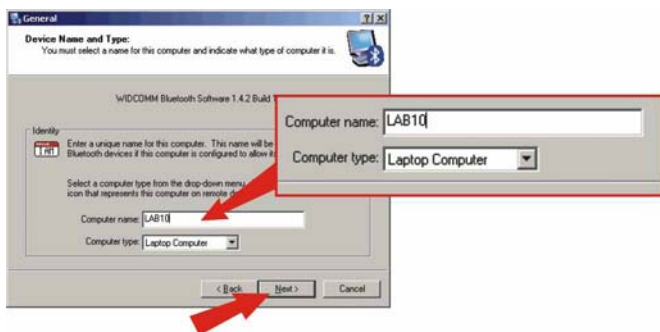 General
Device Name and Type:
You must select a name for this computer and indicate what type of computer it is.
WIDCOMM Bluetooth Software 1.4.2 Build
Identity
I AM
Enter a unique name for this computer. This name will be
Bluetooth devices if this computer is configured to allow
Select a computer type from the drop-down menu
icon that represents this computer on remote
Computer name: LAB10
Computer type: Laptop Computer
Computer name: LAB10
Computer type: Laptop Computer
< Back
Next >
Cancel